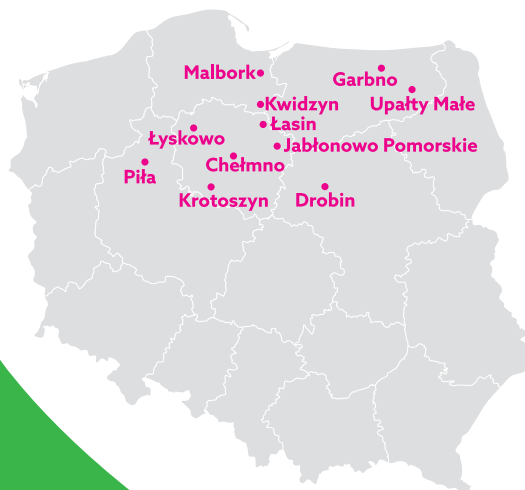 Malbork
Garbno
Upałty Małe
Kwidzyn
Łasin
Łyskowo
Jabłonowo Pomorskie
Chełmno
Piła
Krotoszyn
Drobin